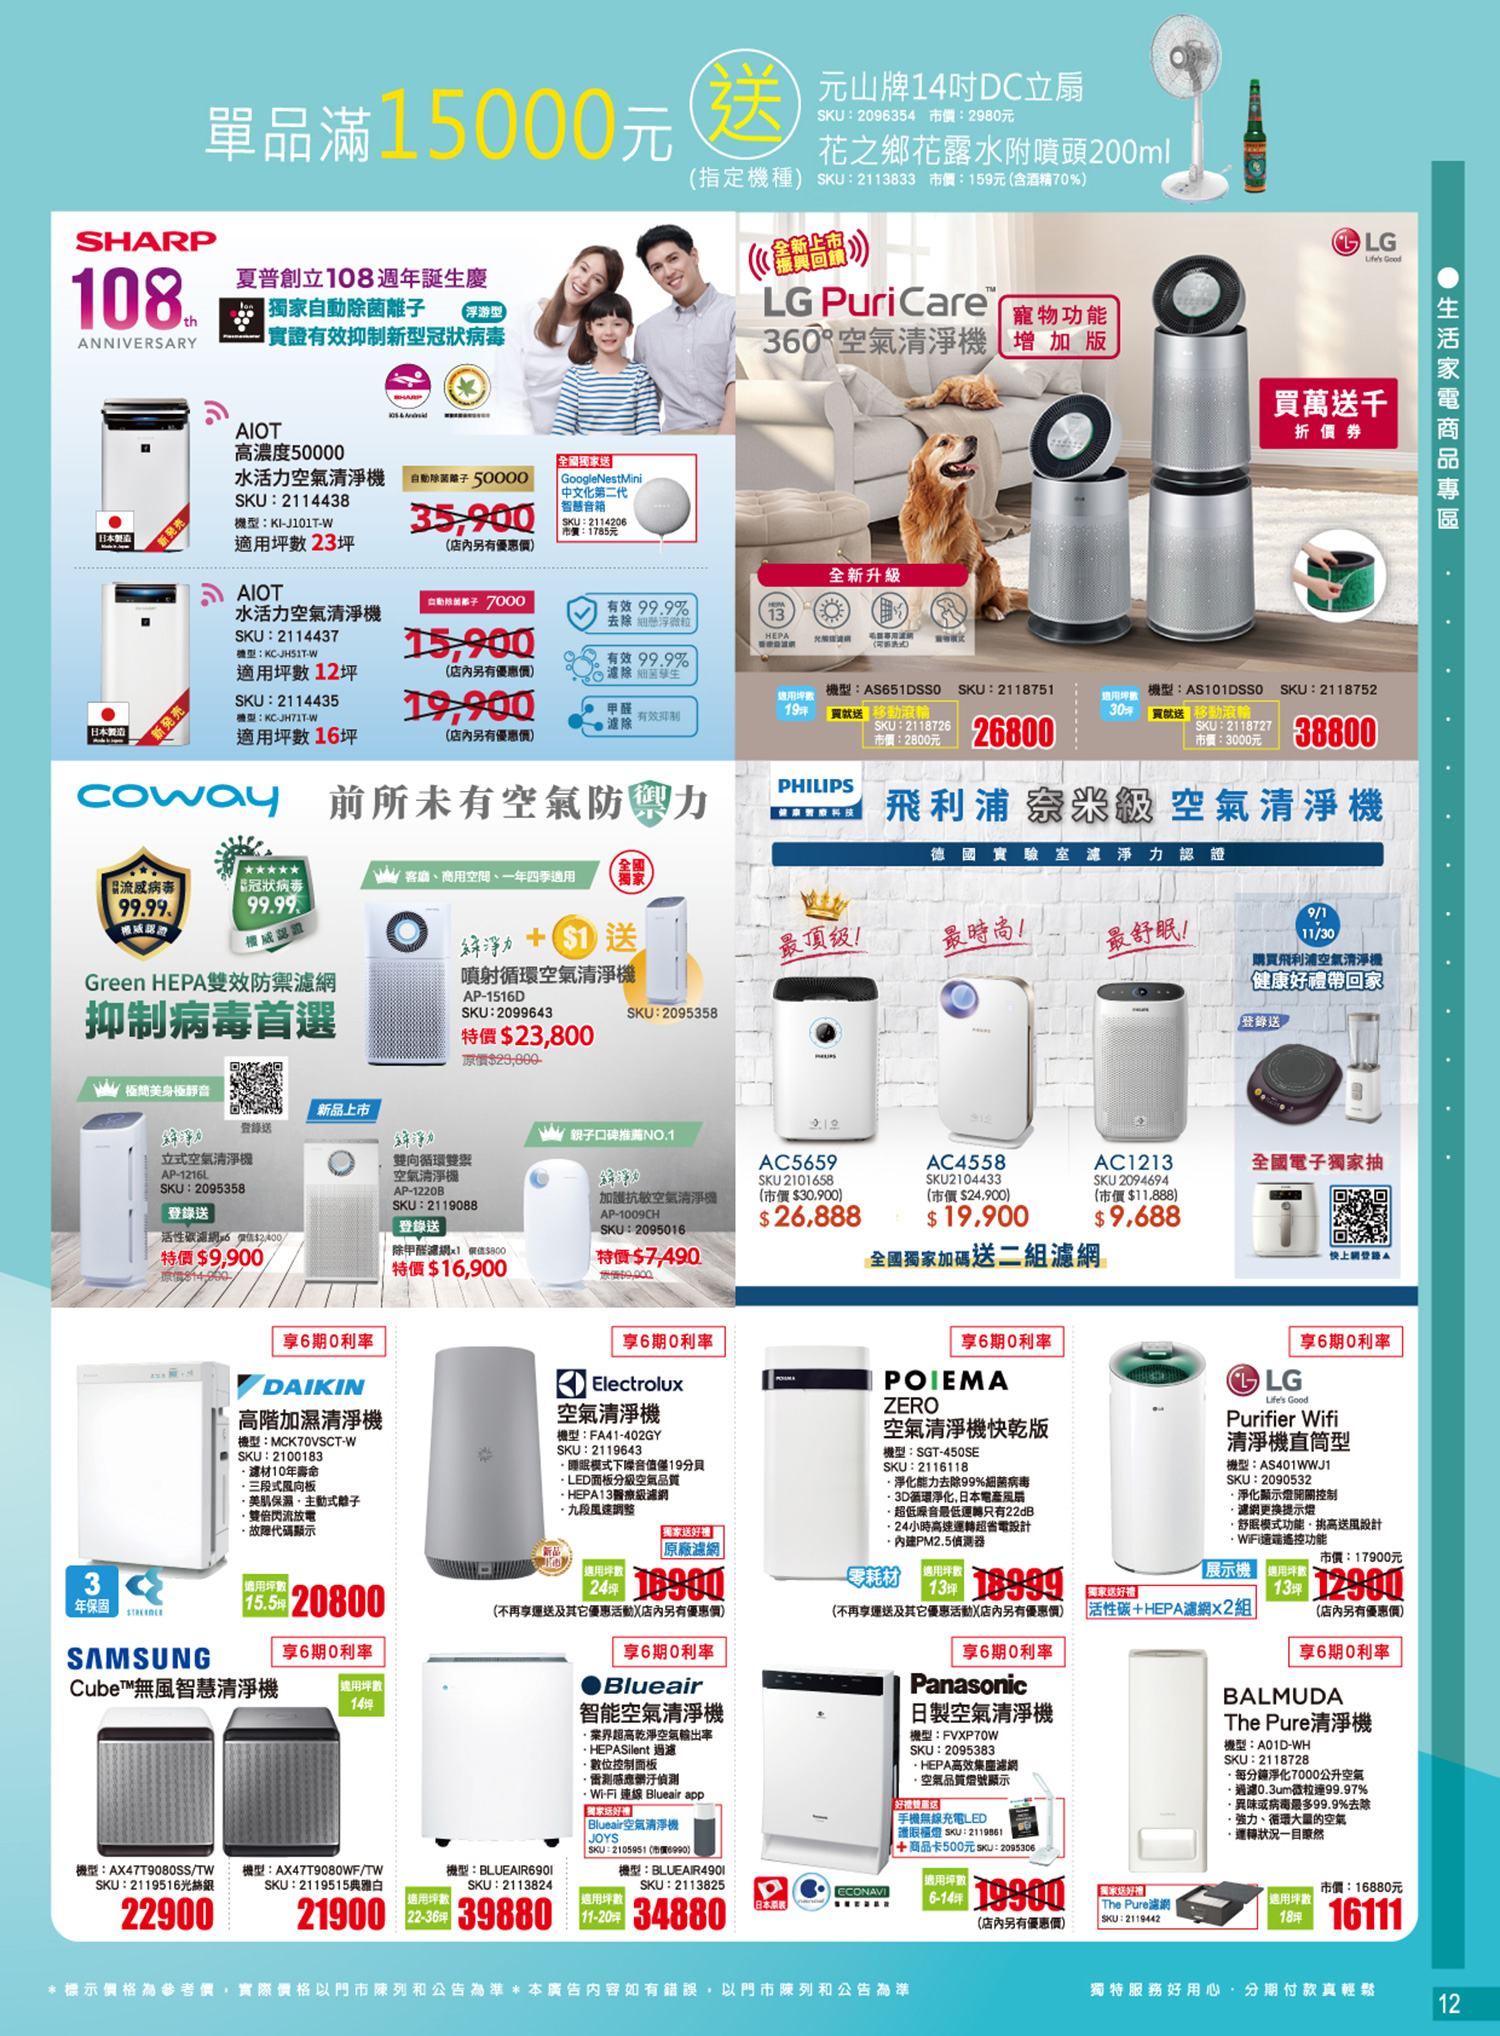 單品滿15000元
送
(指定機種)
元山牌14吋DC立扇
SKU：2096354 市價：2980元
花之鄉花露水附噴頭200ml
SKU：2113833 市價：159元(含酒精70%)
SHARP
108th
ANNIVERSARY
夏普創立108週年誕生慶
獨家自動除菌離子 浮游型
實證有效抑制新型冠狀病毒
SHARP
iOS & Android
AIOT
高濃度50000
水活力空氣清淨機
SKU：2114438
機型：KI-J101T-W
適用坪數 23坪
日本製造
新発売
自動除菌離子 50000
35,900
(店內另有優惠價)
全國獨家送
GoogleNestMini
中文化第二代
智慧音箱
SKU：2114206
市價：1785元
AIOT
水活力空氣清淨機
SKU：2114437
機型：KC-JH51T-W
適用坪數 12坪
SKU：2114435
機型：KC-JH71T-W
適用坪數 16坪
日本製造
新発売
自動除菌離子 7000
15,900
(店內另有優惠價)
19,900
(店內另有優惠價)
有效 99.9%
去除 細懸浮微粒
有效 99.9%
濾除 細菌孳生
甲醛
濾除 有效抑制
全新上市
振興回饋
LG
Life's Good
LG PuriCare™
360°空氣清淨機
寵物功能
增加版
買萬送千
折價券
全新升級
HEPA
13
HEPA
醫療級濾網
光觸媒濾網
毛髮專用濾網
(可拆洗式)
寵物模式
適用坪數
19坪
機型：AS651DSS0 SKU：2118751
買就送 移動滾輪
SKU：2118726
市價：2800元
26800
適用坪數
30坪
機型：AS101DSS0 SKU：2118752
買就送 移動滾輪
SKU：2118727
市價：3000元
38800
coway
前所未有空氣防禦力
流感病毒
99.99%
權威認證
冠狀病毒
99.99%
權威認證
Green HEPA雙效防禦濾網
抑制病毒首選
客廳、商用空間、一年四季適用
全國
獨家
綠淨力
+ $1 送
噴射循環空氣清淨機
AP-1516D
SKU：2099643
特價$23,800
原價$23,800
SKU：2095358
極簡美身極靜音
登錄送
綠淨力
立式空氣清淨機
AP-1216L
SKU：2095358
登錄送
活性碳濾網x6 價值$2,400
特價$9,900
原價$14,900
新品上市
綠淨力
雙向循環雙禦
空氣清淨機
AP-1220B
SKU：2119088
登錄送
除甲醛濾網x1 價值$800
特價$16,900
親子口碑推薦NO.1
綠淨力
加護抗敏空氣清淨機
AP-1009CH
SKU：2095016
特價$7,490
原價$9,900
PHILIPS
健康醫療科技
飛利浦 奈米級 空氣清淨機
德國實驗室濾淨力認證
最頂級!
最時尚!
最舒眠!
AC5659
SKU2101658
(市價 $30,900)
$26,888
AC4558
SKU2104433
(市價 $24,900)
$19,900
AC1213
SKU2094694
(市價 $11,888)
$9,688
全國獨家加碼送二組濾網
9/1
11/30
購買飛利浦空氣清淨機
健康好禮帶回家
登錄送
全國電子獨家抽
快上網登錄▲
享6期0利率
DAIKIN
高階加濕清淨機
機型：MCK70VSCT-W
SKU：2100183
·濾材10年壽命
·三段式風向板
·美肌保濕·主動式離子
·雙倍閃流放電
·故障代碼顯示
3
年保固
STREAMER
適用坪數
15.5坪
20800
享6期0利率
Electrolux
空氣清淨機
機型：FA41-402GY
SKU：2119643
·睡眠模式下噪音值僅19分貝
·LED面板分級空氣品質
·HEPA13醫療級濾網
·九段風速調整
新品
上市
獨家送好禮
原廠濾網
適用坪數
24坪
16900
(不再享運送及其它優惠活動)(店內另有優惠價)
享6期0利率
POIEMA
ZERO
空氣清淨機快乾版
機型：SGT-450SE
SKU：2116118
·淨化能力去除99%細菌病毒
·3D循環淨化,日本電產風扇
·超低噪音最低運轉只有22dB
·24小時高速運轉超省電設計
·內建PM2.5偵測器
零耗材
適用坪數
13坪
18999
(不再享運送及其它優惠活動)(店內另有優惠價)
享6期0利率
LG
Life's Good
Purifier Wifi
清淨機直筒型
機型：AS401WWJ1
SKU：2090532
·淨化顯示燈開關控制
·濾網更換提示燈
·舒眠模式功能·挑高送風設計
·WiFi遠端遙控功能
市價：17900元
展示機
適用坪數
13坪
12900
獨家送好禮
活性碳＋HEPA濾網x2組
(店內另有優惠價)
SAMSUNG
享6期0利率
Cube™無風智慧清淨機
適用坪數
14坪
機型：AX47T9080SS/TW
SKU：2119516光絲銀
22900
機型：AX47T9080WF/TW
SKU：2119515典雅白
21900
享6期0利率
Blueair
智能空氣清淨機
·業界超高乾淨空氣輸出率
·HEPASilent 過濾
·數位控制面板
·雷測感應髒汙偵測
·Wi-Fi 連線 Blueair app
獨家送好禮
Blueair空氣清淨機
JOYS
SKU：2105951 (市價6990)
機型：BLUEAIR690I
SKU：2113824
適用坪數
22-36坪
39880
機型：BLUEAIR490I
SKU：2113825
適用坪數
11-20坪
34880
享6期0利率
Panasonic
日製空氣清淨機
機型：FVXP70W
SKU：2095383
·HEPA高效集塵濾網
·空氣品質燈號顯示
好禮雙重送
手機無線充電LED
護眼檯燈 SKU：2119861
＋商品卡500元 SKU：2095306
日本原裝
ECONAVI
適用坪數
6-14坪
19900
(店內另有優惠價)
享6期0利率
BALMUDA
The Pure清淨機
機型：A01D-WH
SKU：2118728
·每分鐘淨化7000公升空氣
·過濾0.3um微粒達99.97%
·異味或病毒最多99.9%去除
·強力、循環大量的空氣
·運轉狀況一目瞭然
獨家送好禮
The Pure濾網
SKU：2119442
適用坪數
18坪
市價：16880元
16111
●生活家電商品專區
＊標示價格為參考價，實際價格以門市陳列和公告為準＊本廣告內容如有錯誤，以門市陳列和公告為準
獨特服務好用心·分期付款真輕鬆
12